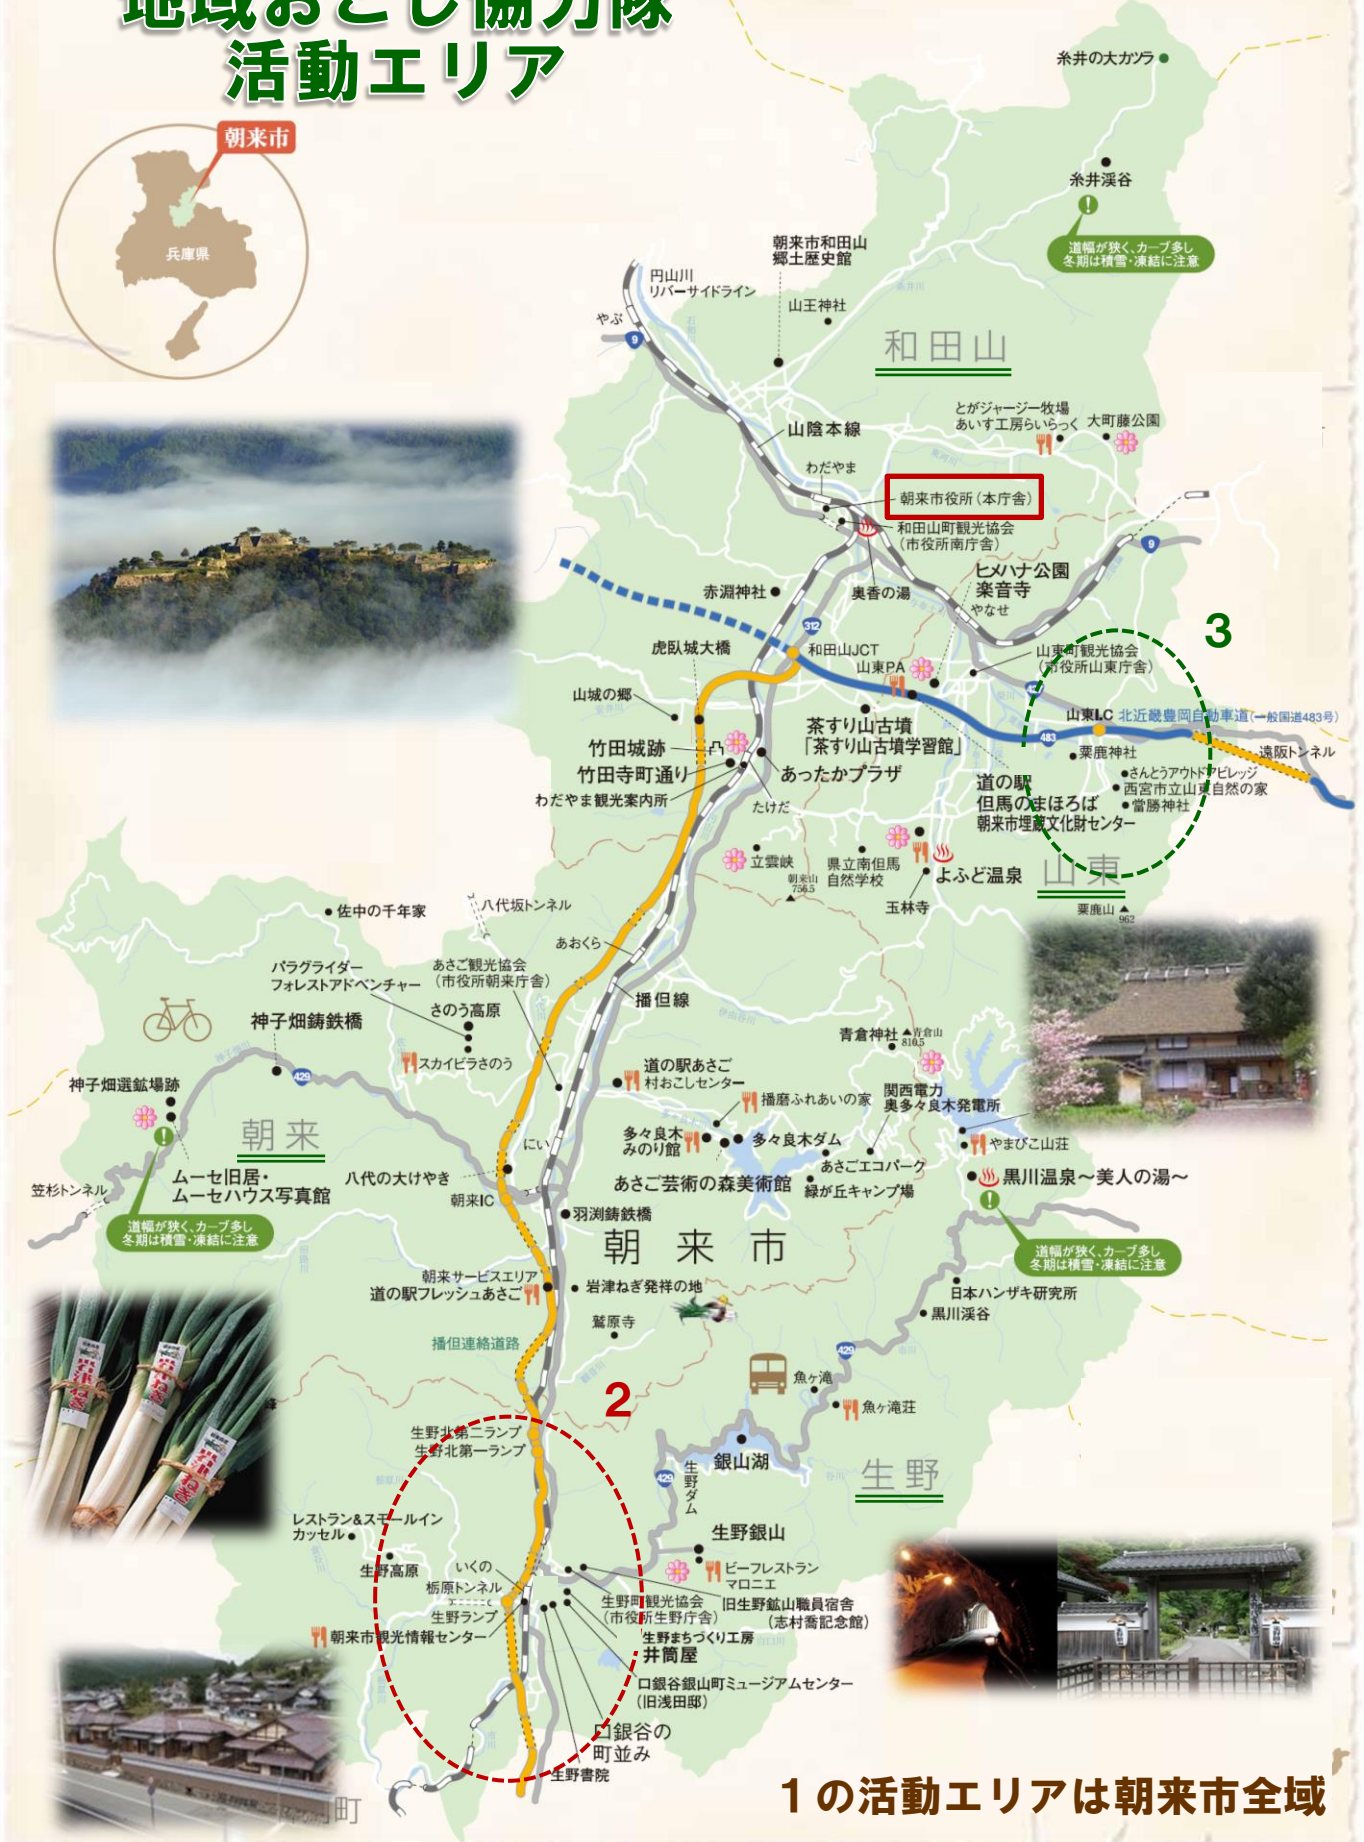 地域おこし協力隊
活動エリア
朝来市
兵庫県
糸井の大カツラ
糸井渓谷
道幅が狭く、カーブ多し
冬期は積雪・凍結に注意
朝来市和田山
郷土歴史館
円山川
リバーサイドライン
山王神社
やぶ
9
和田山
とがジャージー牧場
あいす工房らいらっく
大町藤公園
山陰本線
わだやま
朝来市役所(本庁舎)
和田山町観光協会
(市役所南庁舎)
9
ヒメハナ公園
楽音寺
赤淵神社
奥香の湯
やなせ
312
3
虎臥城大橋
和田山JCT
山東PA
山東町観光協会
(市役所山東庁舎)
山城の郷
茶すり山古墳
「茶すり山古墳学習館」
山東I.C
北近畿豊岡自動車道(一般国道483号)
483
粟鹿神社
遠阪トンネル
竹田城跡
竹田寺町通り
あったかプラザ
わだやま観光案内所
たけだ
道の駅
但馬のまほろば
朝来市埋蔵文化財センター
さんとうアウトドアビレッジ
西宮市立山東自然の家
當勝神社
立雲峡
県立南但馬
自然学校
朝来山
756.5
よふど温泉
玉林寺
山東
粟鹿山
962
佐中の千年家
八代坂トンネル
あおくら
パラグライダー
フォレストアドベンチャー
あさご観光協会
(市役所朝来庁舎)
さのう高原
スカイビラさのう
播但線
神子畑鋳鉄橋
429
神子畑選鉱場跡
朝来
ムーセ旧居・
ムーセハウス写真館
笠杉トンネル
道幅が狭く、カーブ多し
冬期は積雪・凍結に注意
八代の大けやき
にい
朝来IC
道の駅あさご
村おこしセンター
青倉神社
青倉山
810.5
播磨ふれあいの家
関西電力
奥多々良木発電所
多々良木
みのり館
多々良木ダム
やまびこ山荘
あさごエコパーク
あさご芸術の森美術館
緑が丘キャンプ場
黒川温泉～美人の湯～
羽渕鋳鉄橋
朝来市
道幅が狭く、カーブ多し
冬期は積雪・凍結に注意
朝来サービスエリア
道の駅フレッシュあさご
岩津ねぎ発祥の地
日本ハンザキ研究所
黒川渓谷
鷲原寺
播但連絡道路
429
魚ヶ滝
魚ヶ滝荘
2
生野北第二ランプ
生野北第一ランプ
銀山湖
生野ダム
429
生野
レストラン&スモールイン
カッセル
生野高原
生野銀山
ビーフレストラン
マロニエ
いくの
栃原トンネル
生野ランプ
生野町観光協会
(市役所生野庁舎)
旧生野鉱山職員宿舎
(志村喬記念館)
朝来市観光情報センター
生野まちづくり工房
井筒屋
口銀谷銀山町ミュージアムセンター
(旧浅田邸)
口銀谷の
町並み
生野書院
町
1の活動エリアは朝来市全域